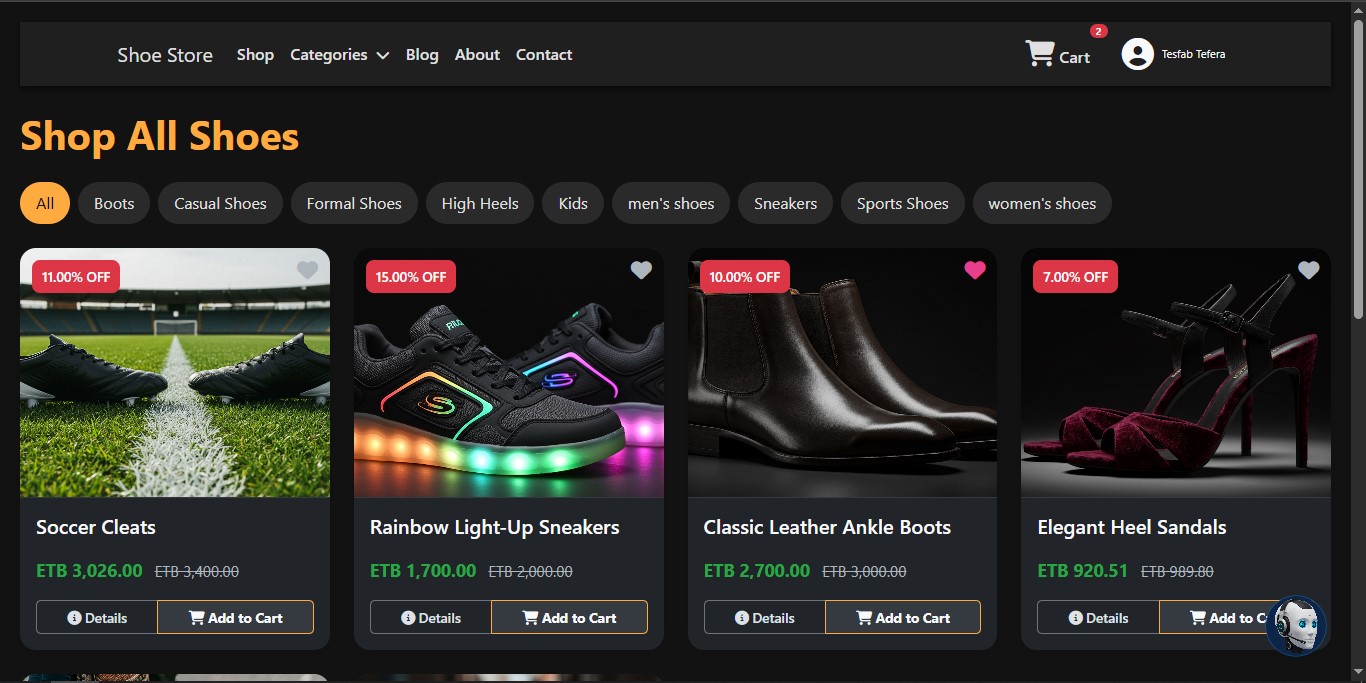 2
Shoe Store Shop Categories Blog About Contact Cart Tesfab Tefera
Shop All Shoes
All Boots Casual Shoes Formal Shoes High Heels Kids men's shoes Sneakers Sports Shoes women's shoes
11.00% OFF 15.00% OFF 10.00% OFF 7.00% OFF
Soccer Cleats Rainbow Light-Up Sneakers Classic Leather Ankle Boots Elegant Heel Sandals
ETB 3,026.00 ETB 3,400.00 ETB 1,700.00 ETB 2,000.00 ETB 2,700.00 ETB 3,000.00 ETB 920.51 ETB 989.80
Details Add to Cart Details Add to Cart Details Add to Cart Details Add to